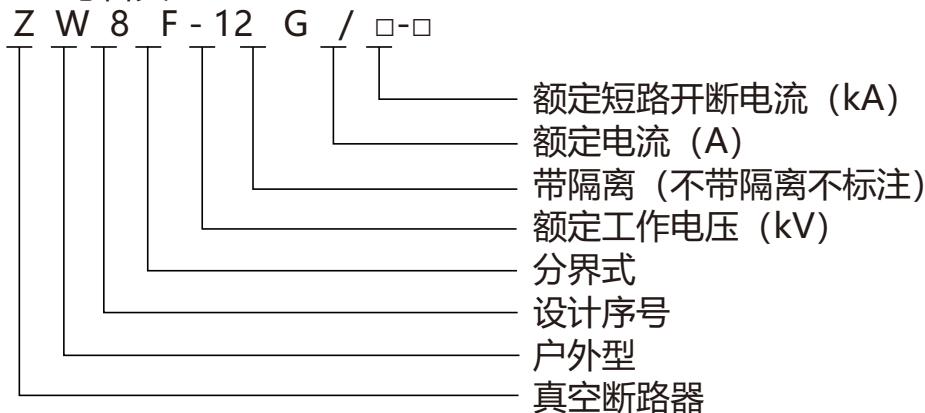 Z W 8 F - 12 G / □-□
额定短路开断电流（kA）
额定电流（A）
带隔离（不带隔离不标注）
额定工作电压（kV）
分界式
设计序号
户外型
真空断路器